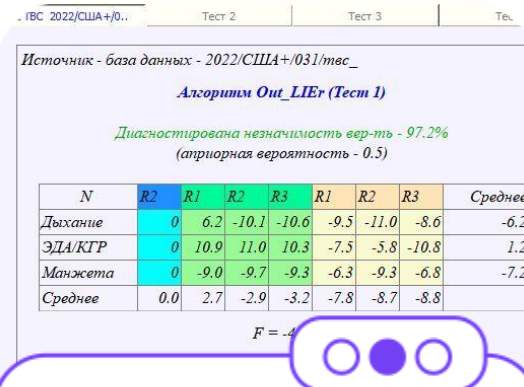 ТВС 2022/США+/0.. Тест 2 Тест 3
Источник - база данных - 2022/США+/031/твс_
Алгоритм Out_LIEr (Тест 1)
Диагностирована незначимость вер-ть - 97.2%
(априорная вероятность - 0.5)
N R2 R1 R2 R3 R1 R2 R3 Среднее
Дыхание 0 6.2 -10.1 -10.6 -9.5 -11.0 -8.6 -6.2
ЭДА/КГР 0 10.9 11.0 10.3 -7.5 -5.8 -10.8 1.2
Манжета 0 -9.0 -9.7 -9.3 -6.3 -9.3 -6.8 -7.2
Среднее 0.0 2.7 -2.9 -3.2 -7.8 -8.7 -8.8
F = -4